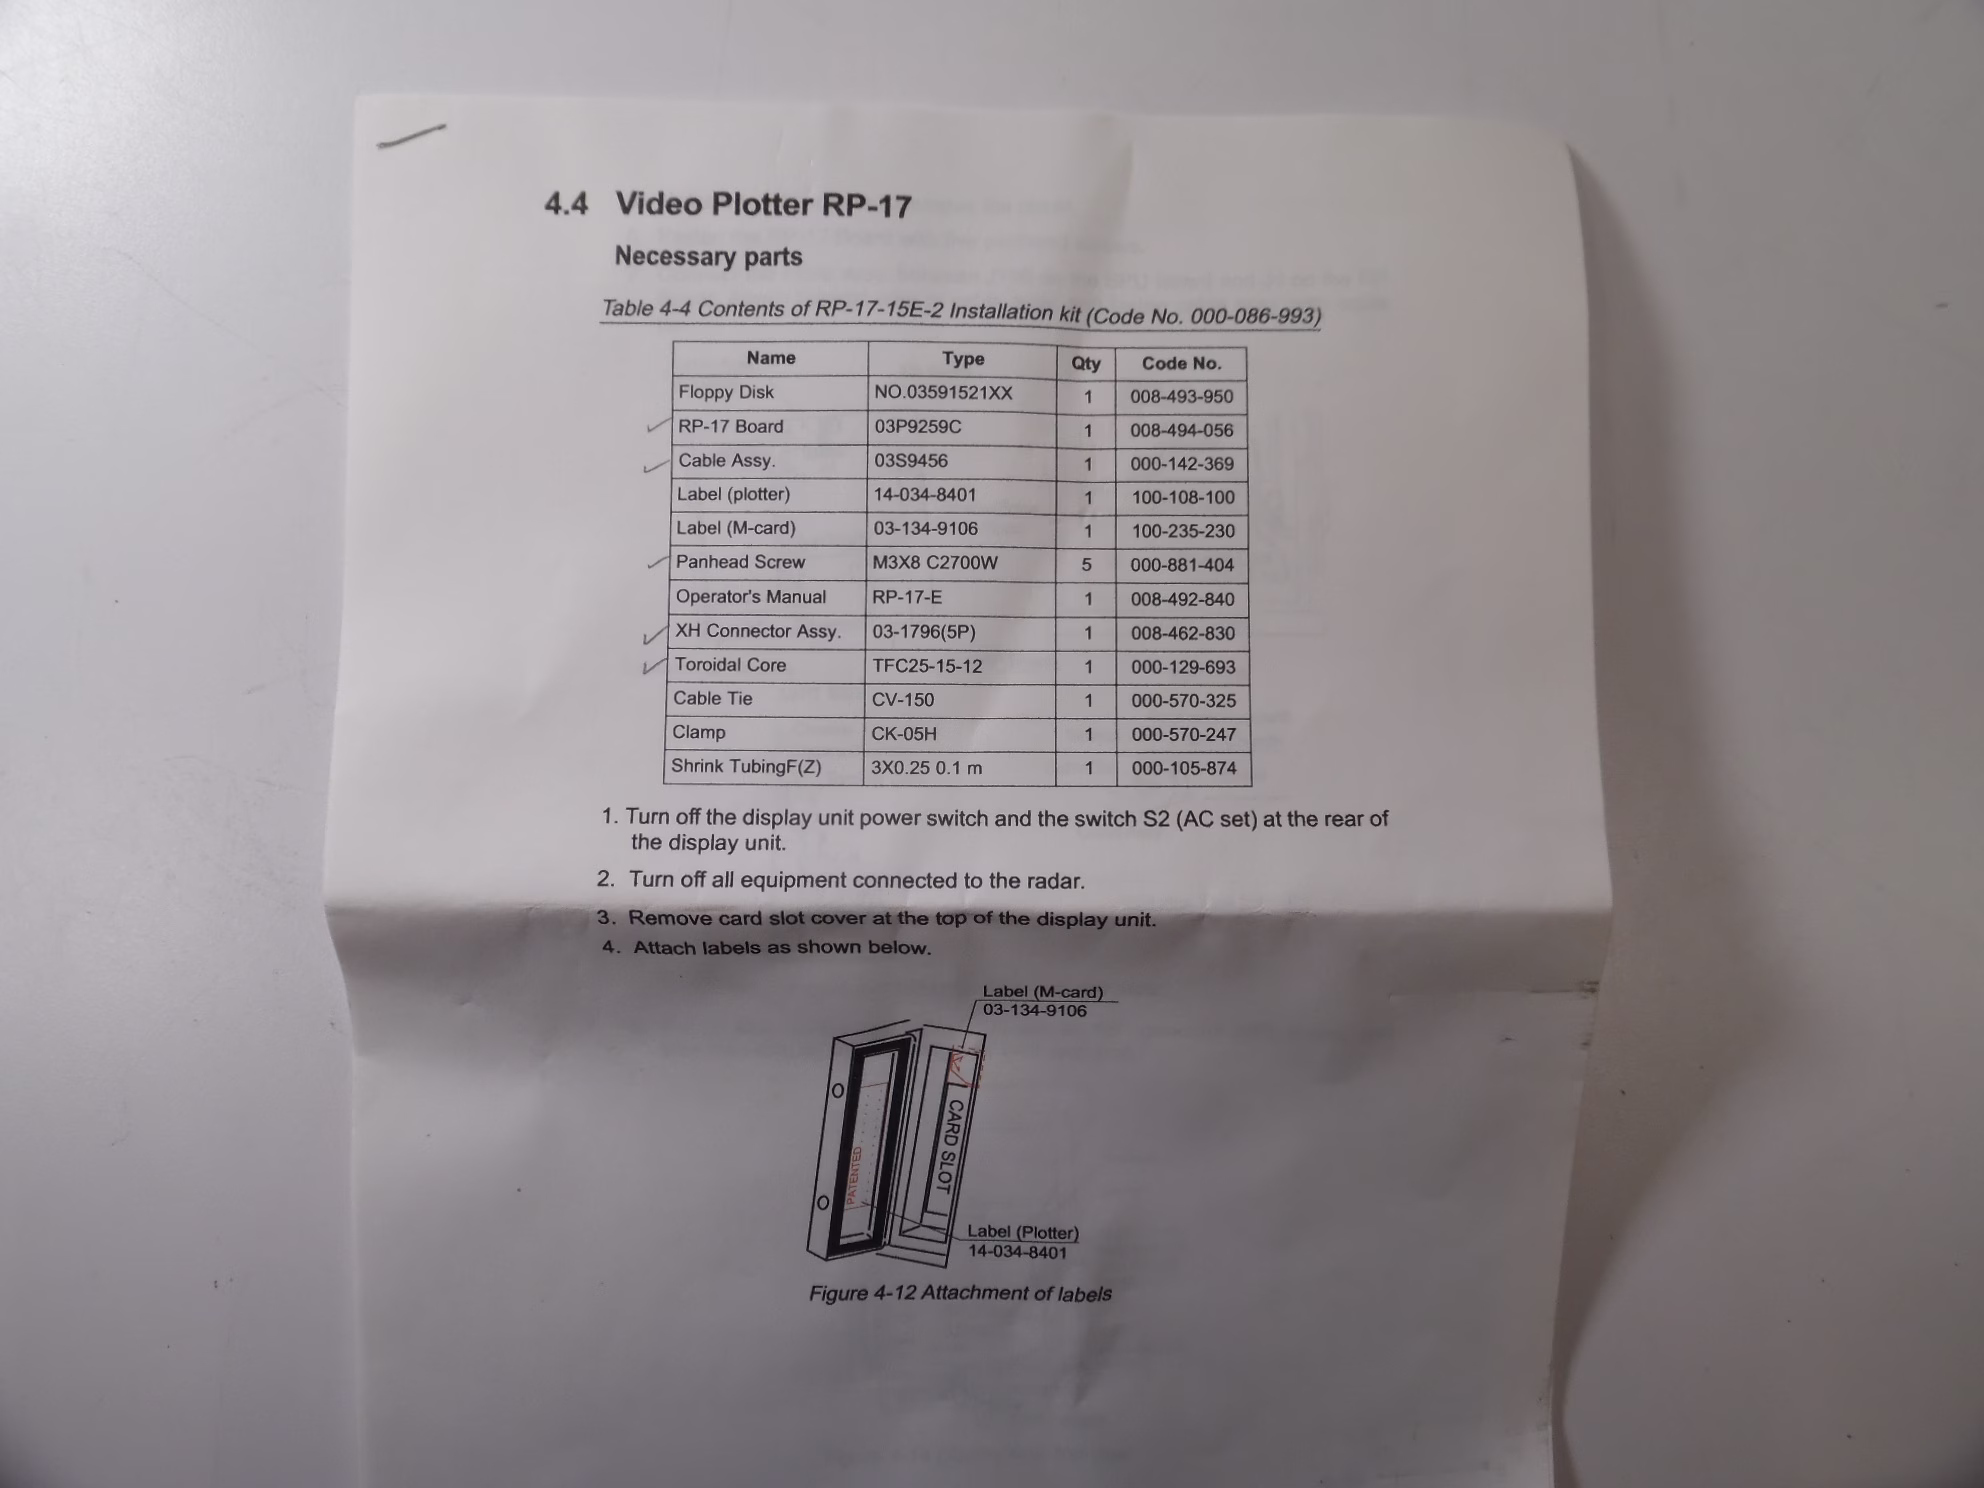 4.4 Video Plotter RP-17
Necessary parts
Table 4-4 Contents of RP-17-15E-2 Installation kit (Code No. 000-086-993)
Name Type Qty Code No.
Floppy Disk NO.03591521XX 1 008-493-950
RP-17 Board 03P9259C 1 008-494-056
Cable Assy. 03S9456 1 000-142-369
Label (plotter) 14-034-8401 1 100-108-100
Label (M-card) 03-134-9106 1 100-235-230
Panhead Screw M3X8 C2700W 5 000-881-404
Operator's Manual RP-17-E 1 008-492-840
XH Connector Assy. 03-1796(5P) 1 008-462-830
Toroidal Core TFC25-15-12 1 000-129-693
Cable Tie CV-150 1 000-570-325
Clamp CK-05H 1 000-570-247
Shrink TubingF(Z) 3X0.25 0.1 m 1 000-105-874
1. Turn off the display unit power switch and the switch S2 (AC set) at the rear of
the display unit.
2. Turn off all equipment connected to the radar.
3. Remove card slot cover at the top of the display unit.
4. Attach labels as shown below.
Label (M-card)
03-134-9106
CARD SLOT
PATENTED
Label (Plotter)
14-034-8401
Figure 4-12 Attachment of labels